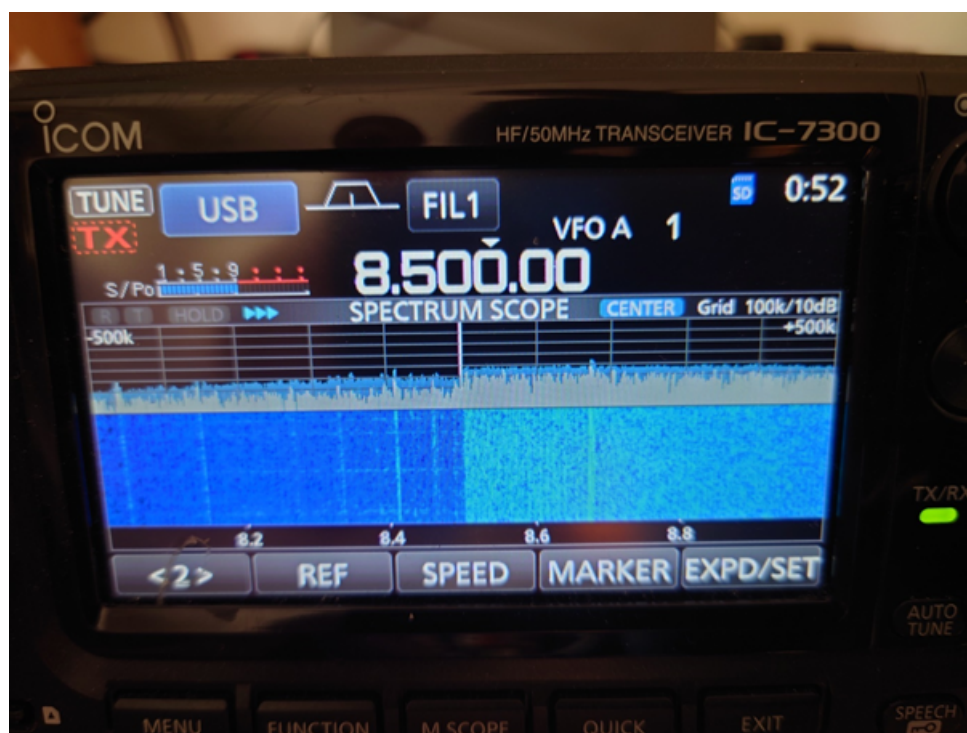 ICOM
HF/50MHz TRANSCEIVER IC-7300
TUNE USB FIL1 SD 0:52
TX VFO A 1
1 5 9
S/Po 8.500.00
R T HOLD SPECTRUM SCOPE CENTER Grid 100k/10dB
-500k +500k
8.2 8.4 8.6 8.8
<2> REF SPEED MARKER EXPD/SET
TX/RX
AUTO
TUNE
MENU FUNCTION M.SCOPE QUICK EXIT SPEECH